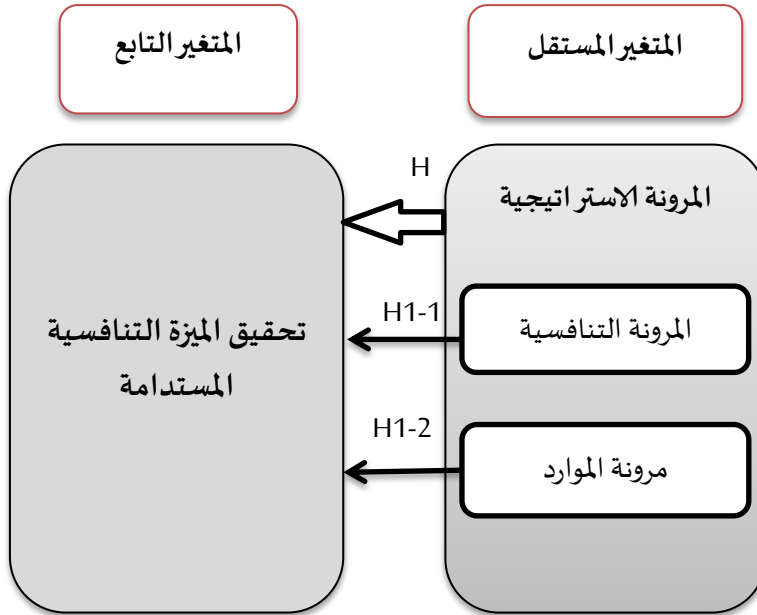 المتغير المستقل
المتغير التابع
H
المرونة الاستراتيجية
H1-1
المرونة التنافسية
تحقيق الميزة التنافسية
المستدامة
H1-2
مرونة الموارد